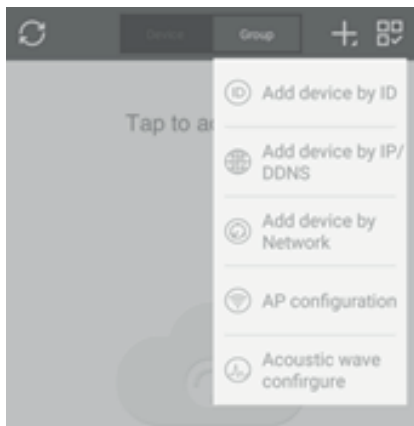 Device
Group
Tap to a
ID
Add device by ID
Add device by IP/
DDNS
Add device by
Network
AP configuration
Acoustic wave
confirgure